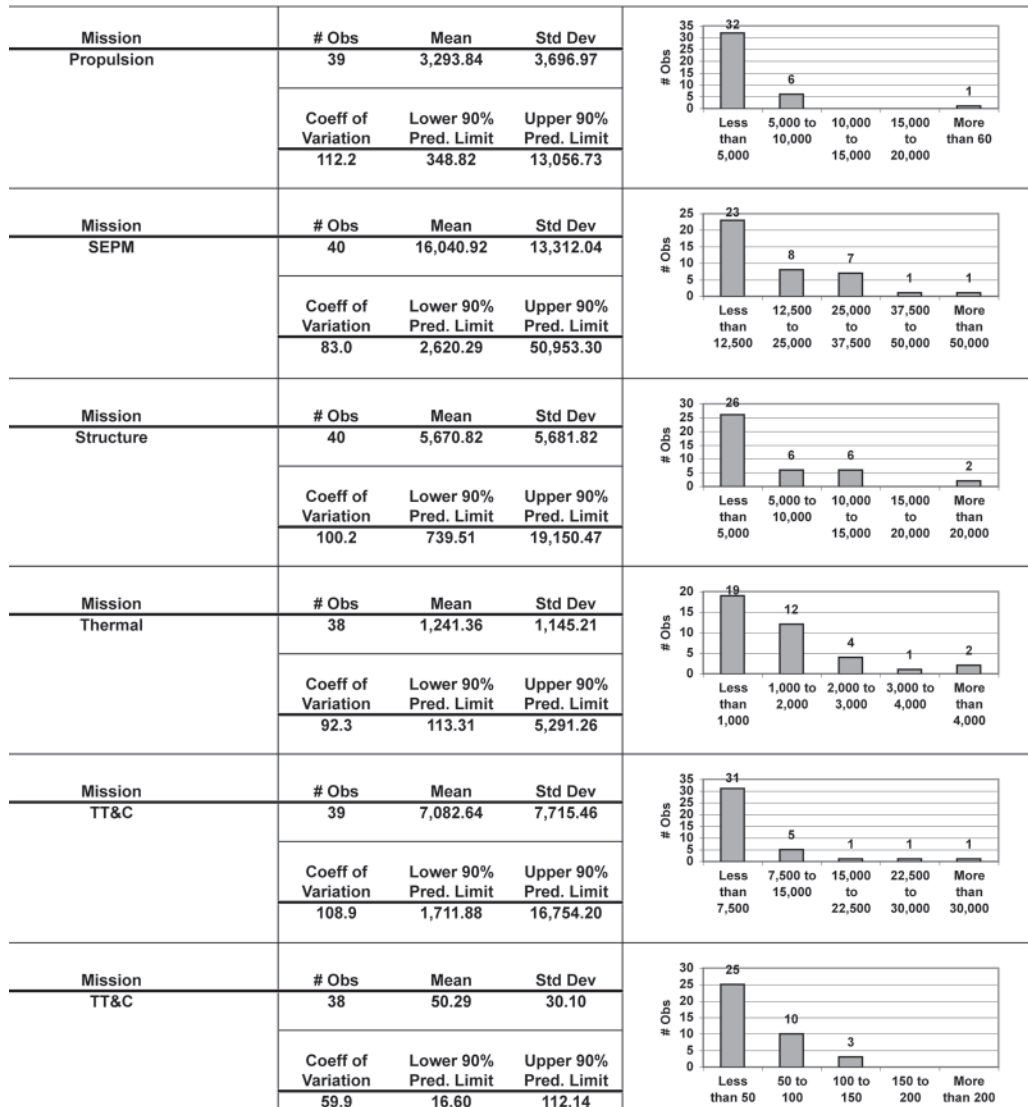 Mission # Obs Mean Std Dev
Propulsion 39 3,293.84 3,696.97
Coeff of Lower 90% Upper 90%
Variation Pred. Limit Pred. Limit
112.2 348.82 13,056.73
# Obs
35
30
25
20
15
10
5
0
32 6 1
Less 5,000 to 10,000 15,000 More
than 10,000 to to than 60
5,000 15,000 20,000
Mission # Obs Mean Std Dev
SEPM 40 16,040.92 13,312.04
Coeff of Lower 90% Upper 90%
Variation Pred. Limit Pred. Limit
83.0 2,620.29 50,953.30
# Obs
25
20
15
10
5
0
23 8 7 1 1
Less 12,500 25,000 37,500 More
than to to to than
12,500 25,000 37,500 50,000 50,000
Mission # Obs Mean Std Dev
Structure 40 5,670.82 5,681.82
Coeff of Lower 90% Upper 90%
Variation Pred. Limit Pred. Limit
100.2 739.51 19,150.47
# Obs
30
25
20
15
10
5
0
26 6 6 2
Less 5,000 to 10,000 15,000 More
than 10,000 to to than
5,000 15,000 20,000 20,000
Mission # Obs Mean Std Dev
Thermal 38 1,241.36 1,145.21
Coeff of Lower 90% Upper 90%
Variation Pred. Limit Pred. Limit
92.3 113.31 5,291.26
# Obs
20
15
10
5
0
19 12 4 1 2
Less 1,000 to 2,000 to 3,000 to More
than 2,000 3,000 4,000 than
1,000 4,000
Mission # Obs Mean Std Dev
TT&C 39 7,082.64 7,715.46
Coeff of Lower 90% Upper 90%
Variation Pred. Limit Pred. Limit
108.9 1,711.88 16,754.20
# Obs
35
30
25
20
15
10
5
0
31 5 1 1 1
Less 7,500 to 15,000 22,500 More
than 15,000 to to than
7,500 22,500 30,000 30,000
Mission # Obs Mean Std Dev
TT&C 38 50.29 30.10
Coeff of Lower 90% Upper 90%
Variation Pred. Limit Pred. Limit
59.9 16.60 112.14
# Obs
30
25
20
15
10
5
0
25 10 3
Less 50 to 100 to 150 to More
than 50 100 150 200 than 200